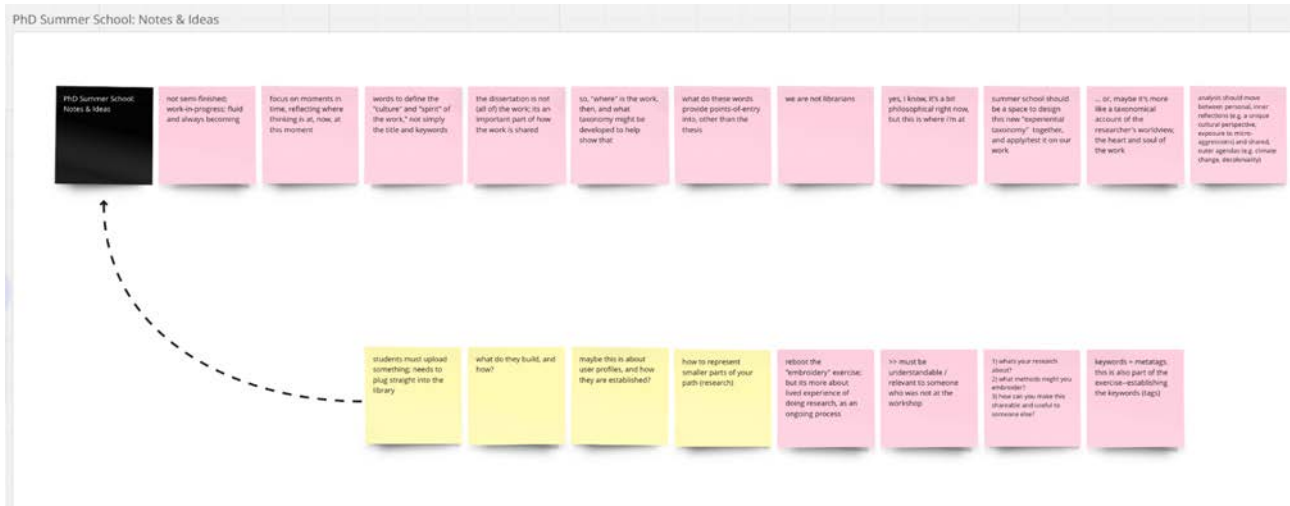 PhD Summer School: Notes & Ideas
PhD Summer School:
Notes & Ideas
not semi-finished;
work-in-progress; fluid
and always becoming
focus on moments in
time, reflecting where
thinking is at, now, at
this moment
words to define the
"culture" and "spirit" of
the work," not simply
the title and keywords
the dissertation is not
(all of) the work; its an
important part of how
the work is shared
so, "where" is the work,
then, and what
taxonomy might be
developed to help
show that
what do these words
provide points-of-entry
into, other than the
thesis
we are not librarians
yes, I know, it's a bit
philosophical right now,
but this is where i'm at
summer school should
be a space to design
this new "experiential
taxonomy" together,
and apply/test it on our
work
... or, maybe it's more
like a taxonomical
account of the
researcher's worldview,
the heart and soul of
the work
analysis should move
between personal, inner
reflections (e.g. a unique
cultural perspective,
exposure to micro-
aggressions) and shared,
outer agendas (e.g. climate
change, decoloniality)
students must upload
something; needs to
plug straight into the
library
what do they build, and
how?
maybe this is about
user profiles, and how
they are established?
how to represent
smaller parts of your
path (research)
reboot the
"embroidery" exercise;
but its more about
lived experience of
doing research, as an
ongoing process
>> must be
understandable /
relevant to someone
who was not at the
workshop
1) whats your research
about?
2) what methods might you
embroider?
3) how can you make this
shareable and useful to
someone else?
keywords = metatags,
this is also part of the
exercise--establishing
the keywords (tags)